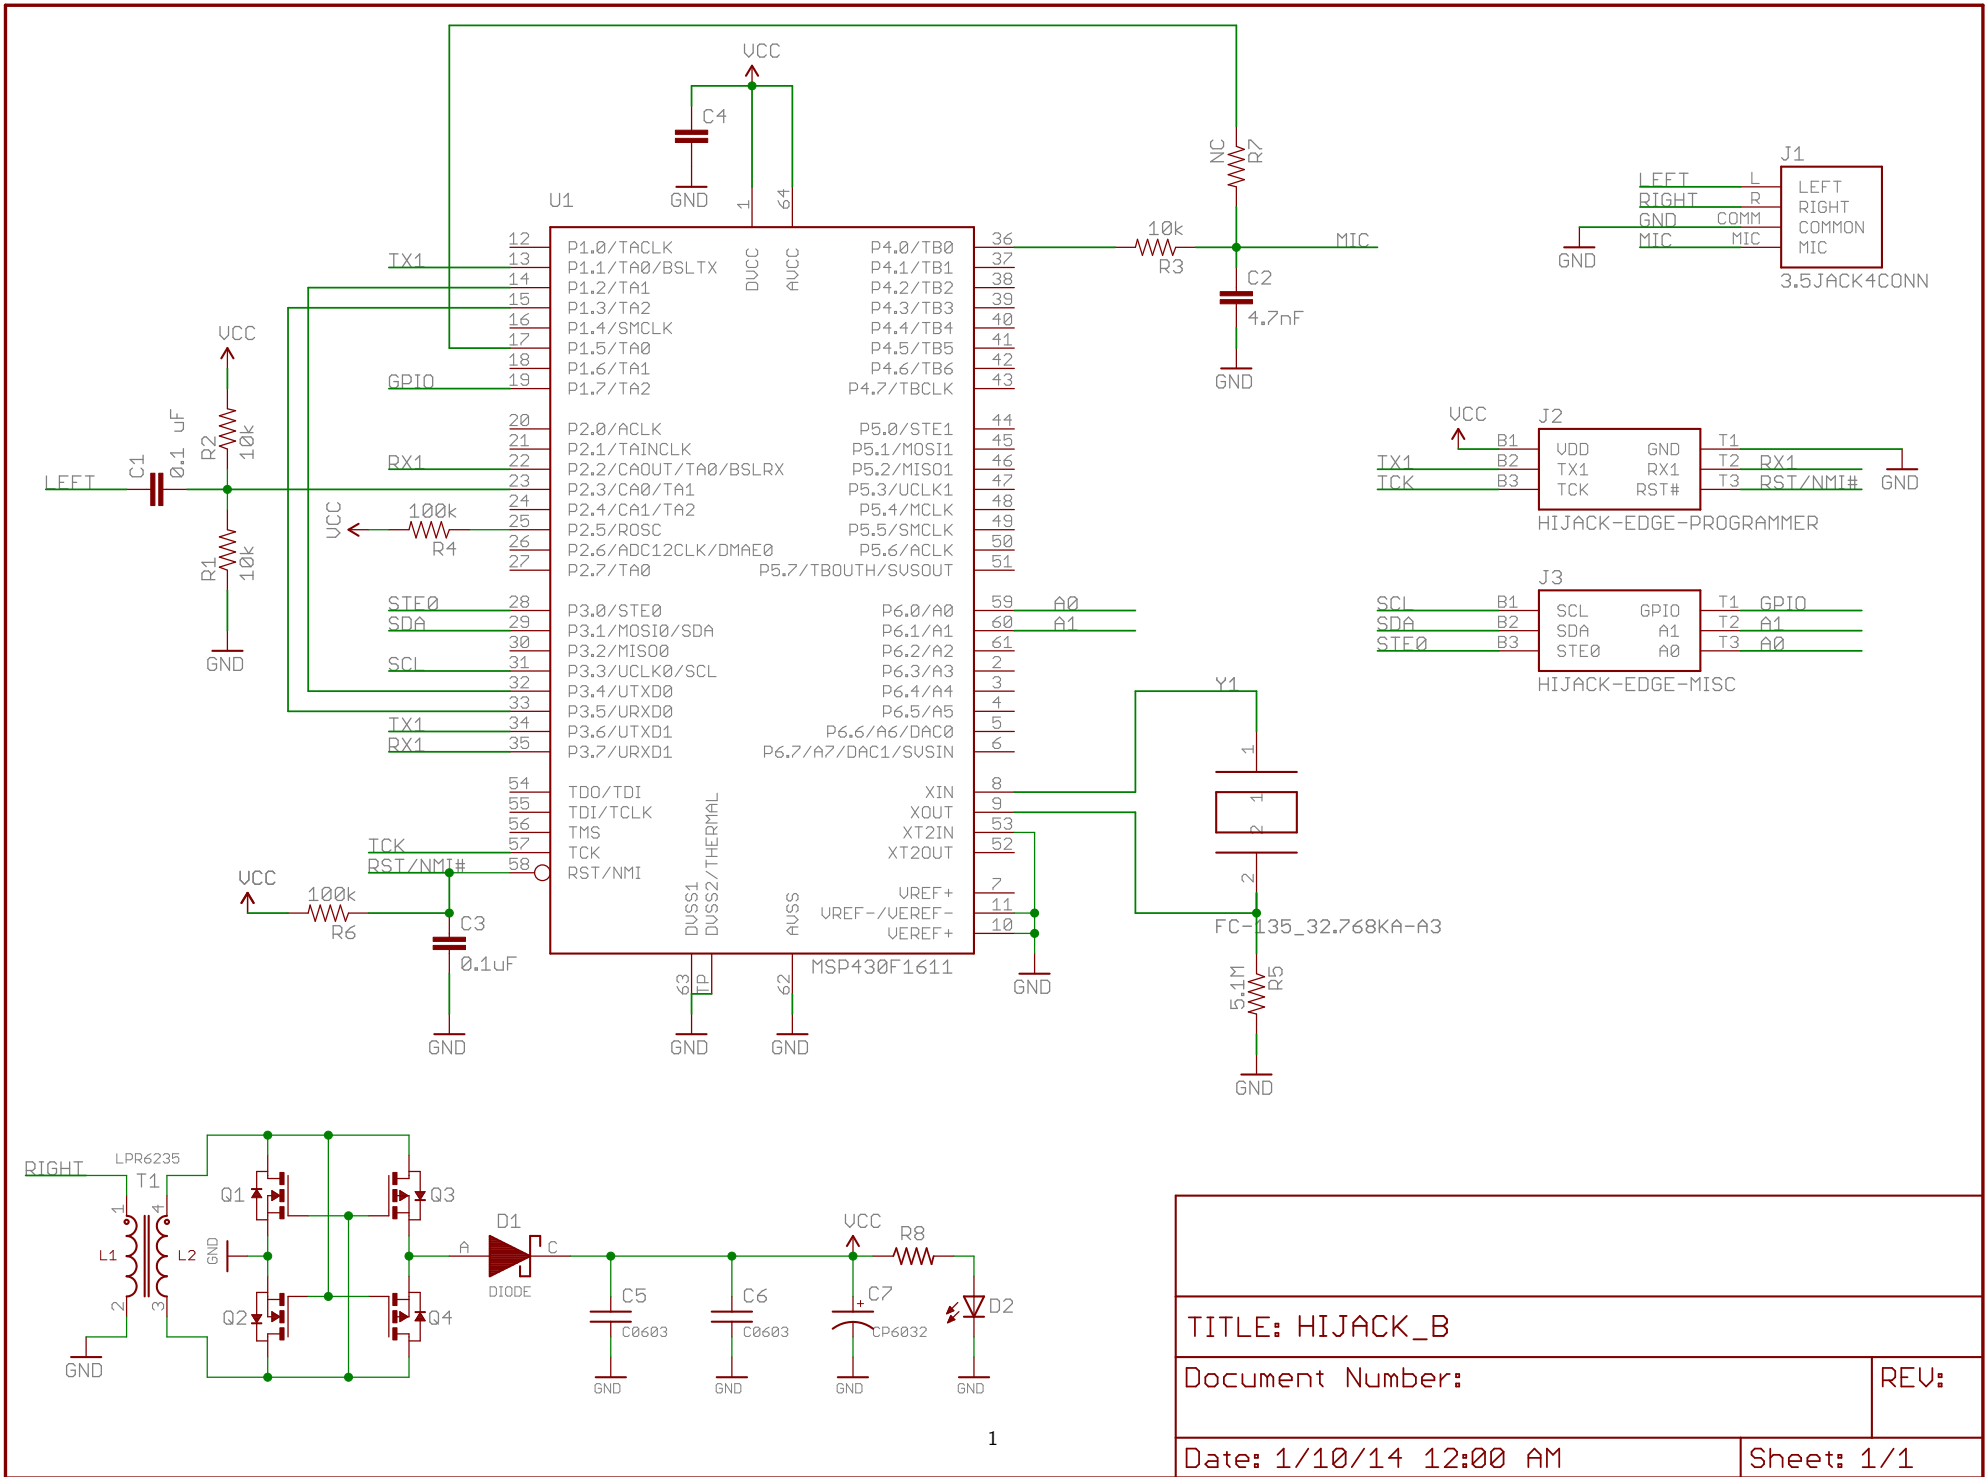 VCC
C4
GND
U1
1
64
12 P1.0/TACLK
TX1 13 P1.1/TA0/BSLTX
14 P1.2/TA1
15 P1.3/TA2
16 P1.4/SMCLK
17 P1.5/TA0
18 P1.6/TA1
GPIO 19 P1.7/TA2
20 P2.0/ACLK
21 P2.1/TAINCLK
RX1 22 P2.2/CAOUT/TA0/BSLRX
23 P2.3/CA0/TA1
24 P2.4/CA1/TA2
25 P2.5/ROSC
26 P2.6/ADC12CLK/DMAE0
27 P2.7/TA0
STE0 28 P3.0/STE0
SDA 29 P3.1/MOSI0/SDA
30 P3.2/MISO0
SCL 31 P3.3/UCLK0/SCL
32 P3.4/UTXD0
33 P3.5/URXD0
TX1 34 P3.6/UTXD1
RX1 35 P3.7/URXD1
54 TDO/TDI
55 TDI/TCLK
56 TMS
TCK 57 TCK
RST/NMI# 58 RST/NMI
DVCC
AVCC
P4.0/TB0 36
P4.1/TB1 37
P4.2/TB2 38
P4.3/TB3 39
P4.4/TB4 40
P4.5/TB5 41
P4.6/TB6 42
P4.7/TBCLK 43
P5.0/STE1 44
P5.1/MOSI1 45
P5.2/MISO1 46
P5.3/UCLK1 47
P5.4/MCLK 48
P5.5/SMCLK 49
P5.6/ACLK 50
P5.7/TBOUTH/SVSOUT 51
P6.0/A0 59 A0
P6.1/A1 60 A1
P6.2/A2 61
P6.3/A3 2
P6.4/A4 3
P6.5/A5 4
P6.6/A6/DAC0 5
P6.7/A7/DAC1/SVSIN 6
XIN 8
XOUT 9
XT2IN 53
XT2OUT 52
VREF+ 7
VREF-/VEREF- 11
VEREF+ 10
DVSS1
DVSS2/THERMAL
AVSS
MSP430F1611
63
TP
62
GND
GND
GND
VCC
R2
10k
LEFT
C1
0.1 uF
R1
10k
GND
VCC
100k
R4
VCC
100k
R6
C3
0.1uF
GND
NC
R7
10k
R3
MIC
C2
4.7nF
GND
Y1
1
1
2
2
FC-135_32.768KA-A3
5.1M
R5
GND
J1
LEFT L LEFT
RIGHT R RIGHT
GND COMM COMMON
MIC MIC MIC
GND
3.5JACK4CONN
VCC
J2
B1 VDD GND T1
TX1 B2 TX1 RX1 T2 RX1
TCK B3 TCK RST# T3 RST/NMI#
GND
HIJACK-EDGE-PROGRAMMER
J3
SCL B1 SCL GPIO T1 GPIO
SDA B2 SDA A1 T2 A1
STE0 B3 STE0 A0 T3 A0
HIJACK-EDGE-MISC
RIGHT
LPR6235
T1
1
4
L1
L2
2
3
GND
GND
Q1
Q3
Q2
Q4
D1
A
C
DIODE
C5
C0603
GND
C6
C0603
GND
VCC
+
C7
CP6032
GND
R8
D2
GND
1
TITLE: HIJACK_B
Document Number:
REV:
Date: 1/10/14 12:00 AM
Sheet: 1/1